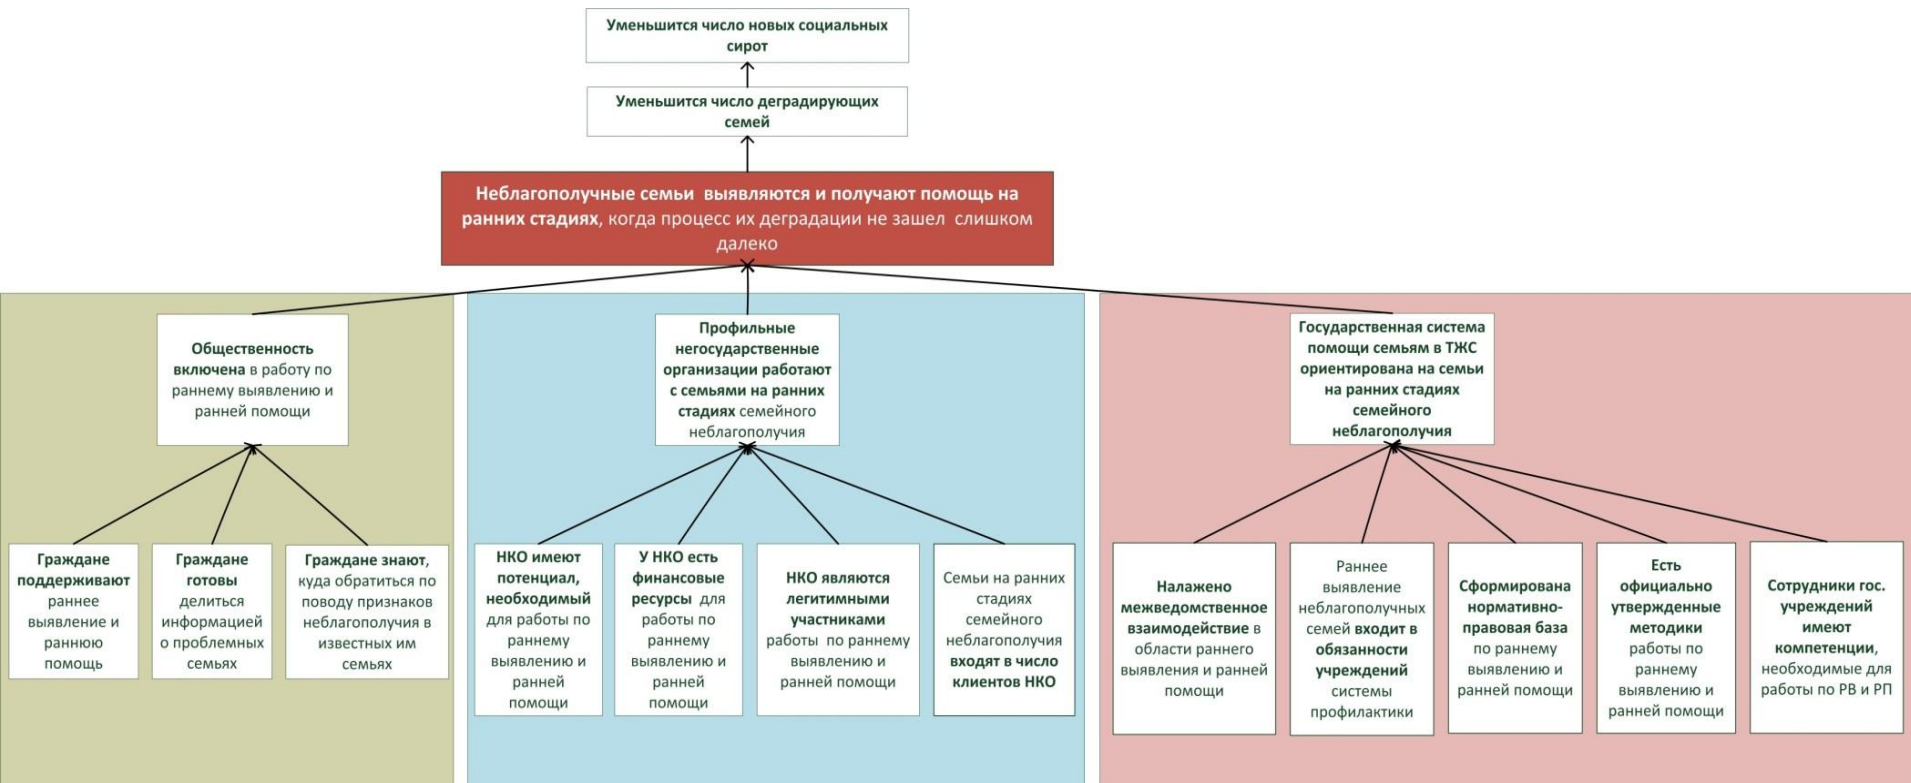 Уменьшится число новых социальных
сирот
Уменьшится число деградирующих
семей
Неблагополучные семьи выявляются и получают помощь на
ранних стадиях, когда процесс их деградации не зашел слишком
далеко
Общественность
включена в работу по
раннему выявлению и
ранней помощи
Профильные
негосударственные
организации работают
с семьями на ранних
стадиях семейного
неблагополучия
Государственная система
помощи семьям в ТЖС
ориентирована на семьи
на ранних стадиях
семейного
неблагополучия
Граждане
поддерживают
раннее
выявление и
раннюю
помощь
Граждане
готовы
делиться
информацией
о проблемных
семьях
Граждане знают,
куда обратиться по
поводу признаков
неблагополучия в
известных им
семьях
НКО имеют
потенциал,
необходимый
для работы по
раннему
выявлению и
ранней
помощи
У НКО есть
финансовые
ресурсы для
работы по
раннему
выявлению и
ранней
помощи
НКО являются
легитимными
участниками
работы по раннему
выявлению и
ранней помощи
Семьи на ранних
стадиях
семейного
неблагополучия
входят в число
клиентов НКО
Налажено
межведомственное
взаимодействие в
области раннего
выявления и ранней
помощи
Раннее
выявление
неблагополучных
семей входит в
обязанности
учреждений
системы
профилактики
Сформирована
нормативно-
правовая база
по раннему
выявлению и
ранней помощи
Есть
официально
утвержденные
методики
работы по
раннему
выявлению и
ранней помощи
Сотрудники гос.
учреждений
имеют
компетенции,
необходимые для
работы по РВ и РП